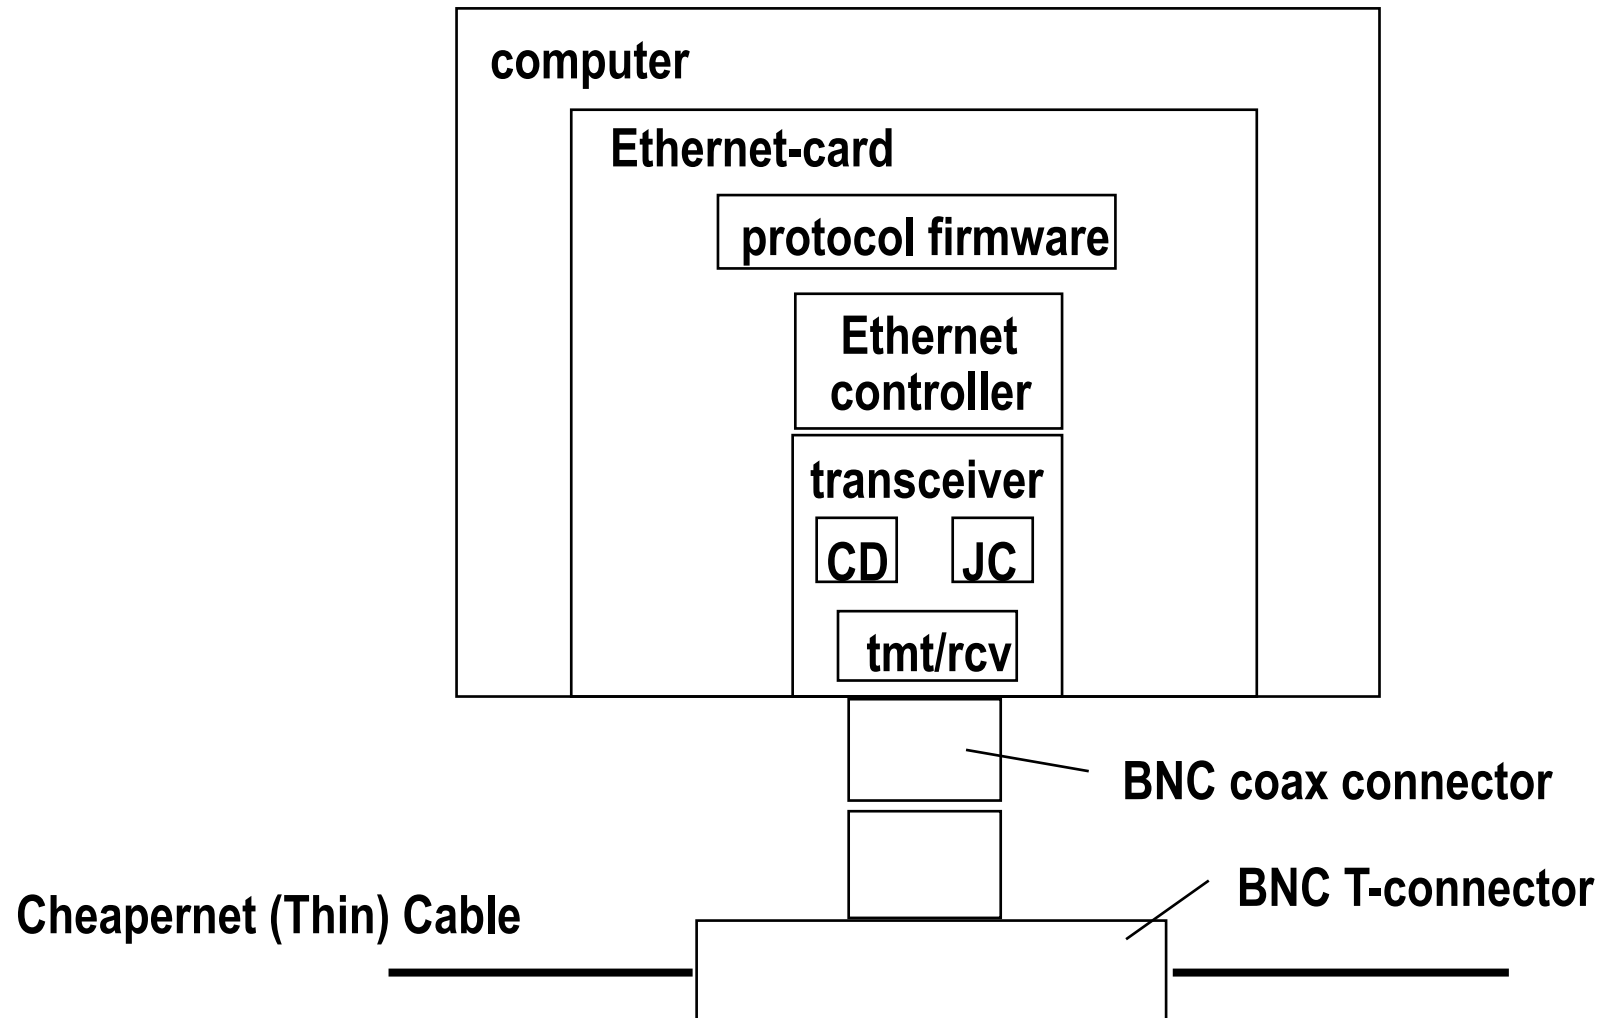 computer
Ethernet-card
protocol firmware
Ethernet
controller
transceiver
CD JC
tmt/rcv
BNC coax connector
BNC T-connector
Cheapernet (Thin) Cable